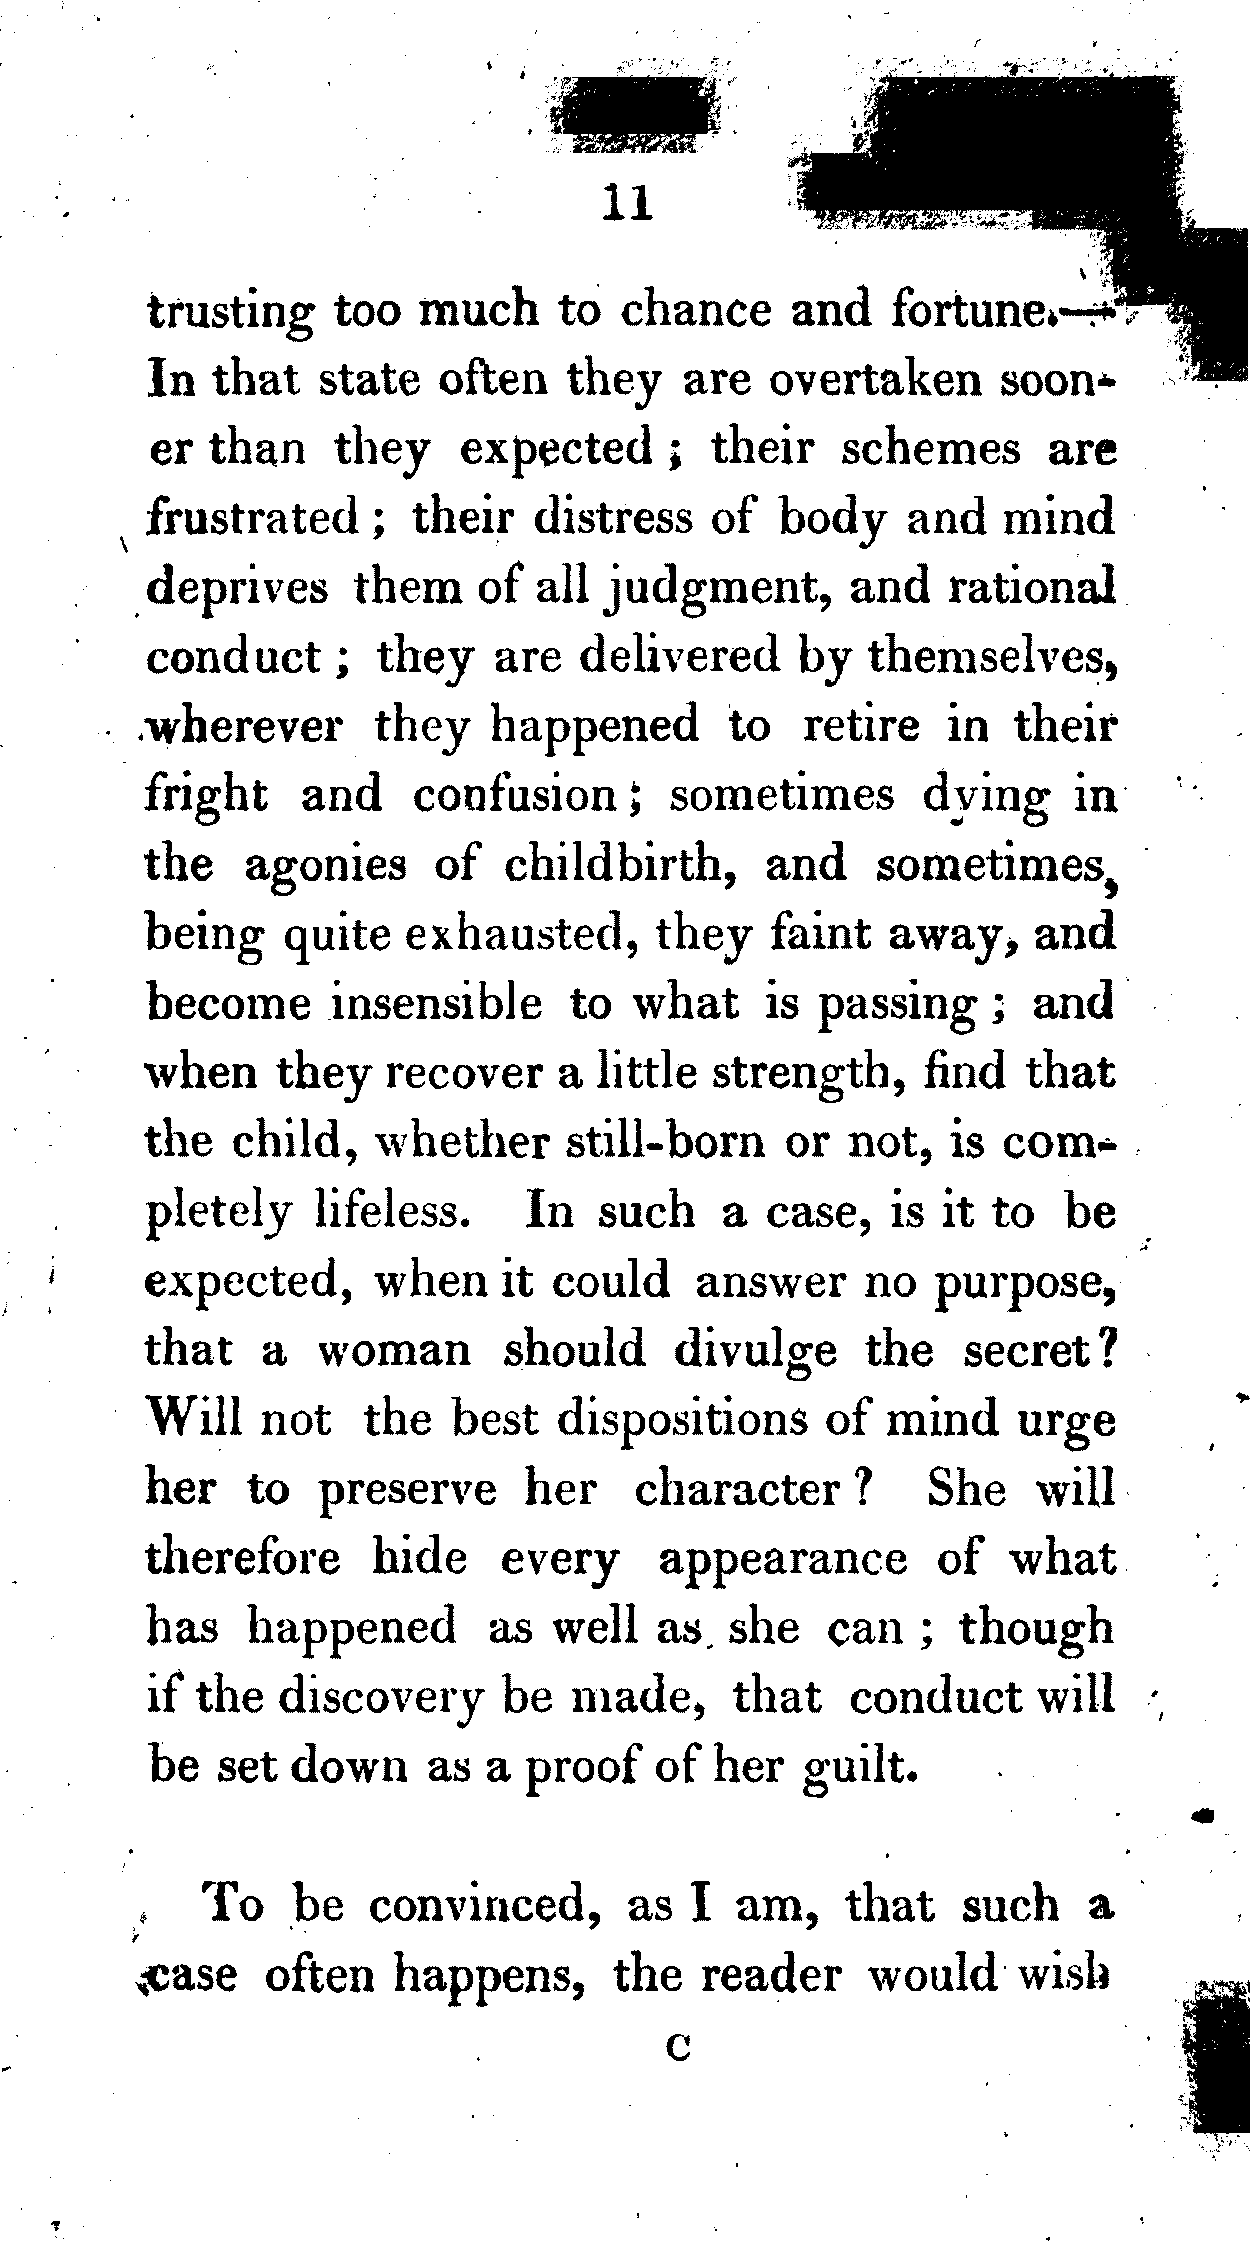 11
trusting too much to chance and fortune.—
In that state often they are overtaken soon-
er than they expected ; their schemes are
frustrated ; their distress of body and mind
deprives them of all judgment, and rational
conduct ; they are delivered by themselves,
wherever they happened to retire in their
fright and confusion ; sometimes dying in
the agonies of childbirth, and sometimes,
being quite exhausted, they faint away, and
become insensible to what is passing ; and
when they recover a little strength, find that
the child, whether still-born or not, is com-
pletely lifeless. In such a case, is it to be
expected, when it could answer no purpose,
that a woman should divulge the secret?
Will not the best dispositions of mind urge
her to preserve her character ? She will
therefore hide every appearance of what
has happened as well as she can ; though
if the discovery be made, that conduct will
be set down as a proof of her guilt.
To be convinced, as I am, that such a
case often happens, the reader would wish
C